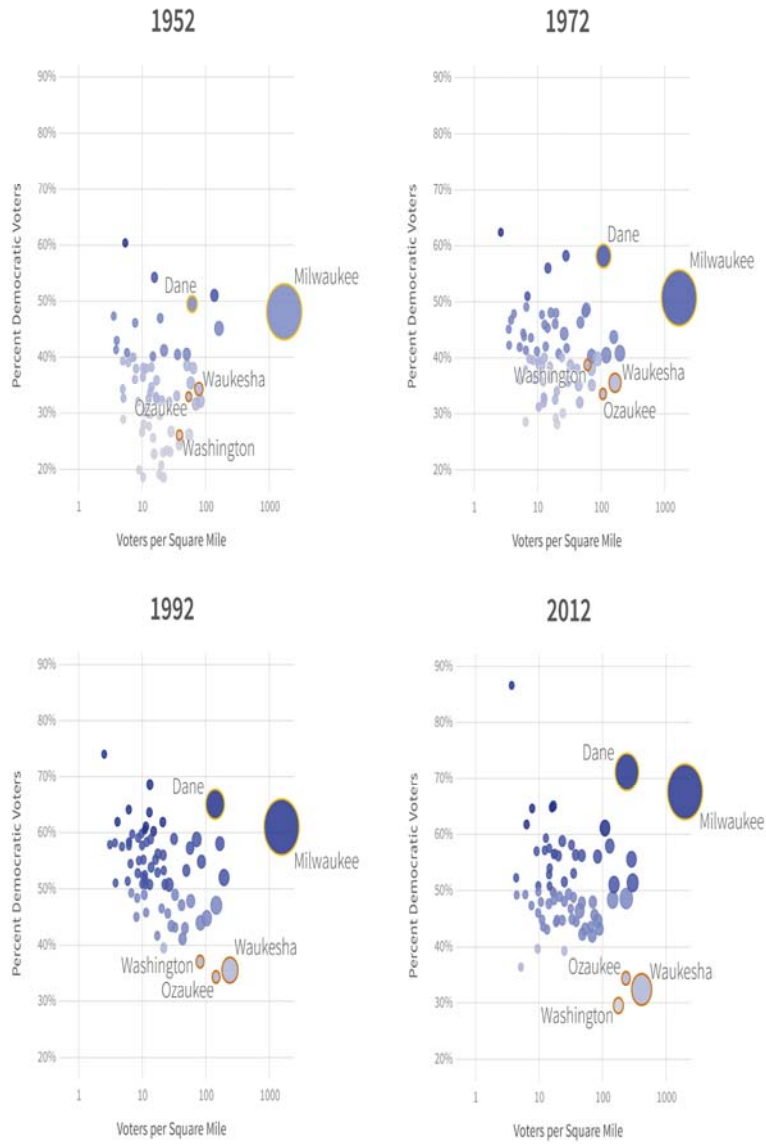 1952
Percent Democratic Voters
90%
80%
70%
60%
50%
40%
30%
20%
Dane
Milwaukee
Waukesha
Ozaukee
Washington
1 10 100 1000
Voters per Square Mile
1972
Percent Democratic Voters
90%
80%
70%
60%
50%
40%
30%
20%
Dane
Milwaukee
Washington
Waukesha
Ozaukee
1 10 100 1000
Voters per Square Mile
1992
Percent Democratic Voters
90%
80%
70%
60%
50%
40%
30%
20%
Dane
Milwaukee
Waukesha
Washington
Ozaukee
1 10 100 1000
Voters per Square Mile
2012
Percent Democratic Voters
90%
80%
70%
60%
50%
40%
30%
20%
Dane
Milwaukee
Ozaukee
Waukesha
Washington
1 10 100 1000
Voters per Square Mile